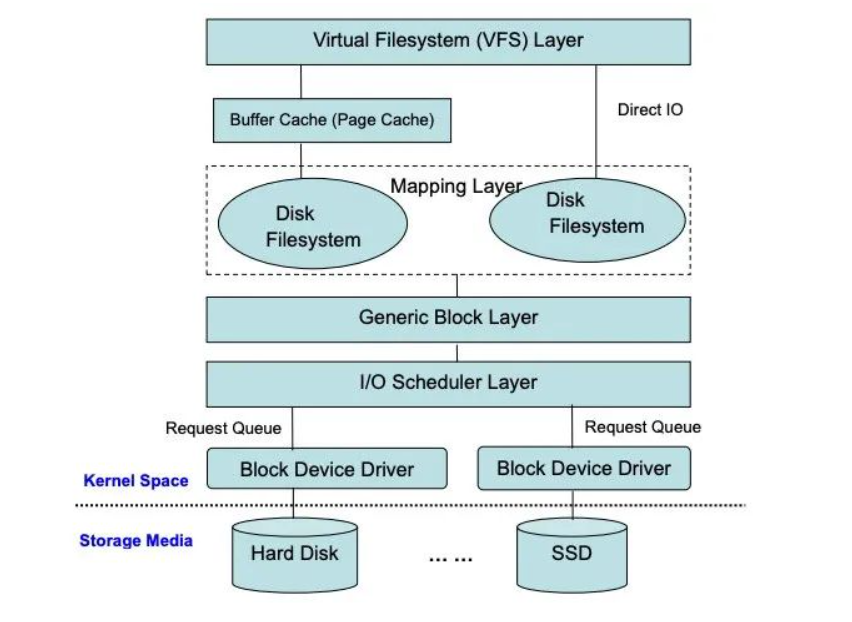 Virtual Filesystem (VFS) Layer
Buffer Cache (Page Cache)
Direct IO
Mapping Layer
Disk
Filesystem
Disk
Filesystem
Generic Block Layer
I/O Scheduler Layer
Request Queue
Request Queue
Block Device Driver
Block Device Driver
Kernel Space
Storage Media
Hard Disk
... ...
SSD